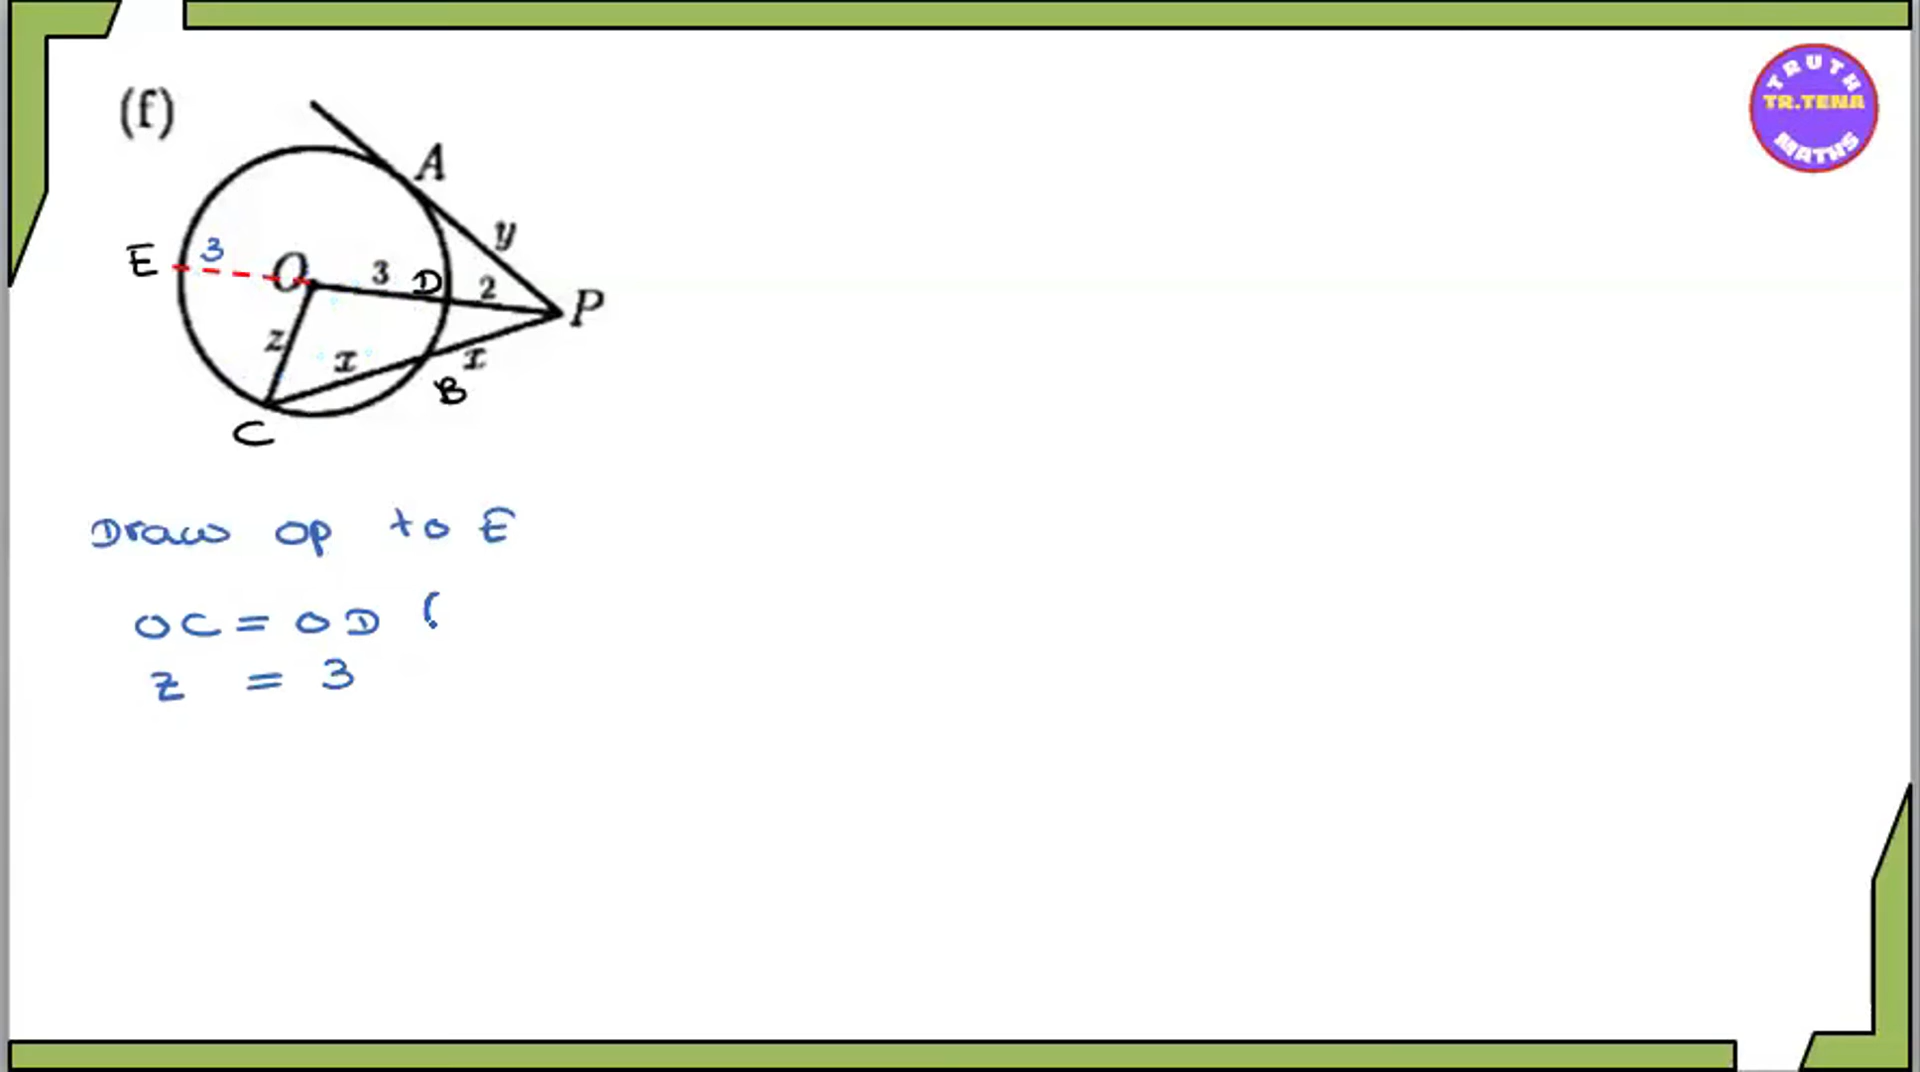 (f)
TRUTH
TR.TENA
MATHS
A
y
E
3
O
3
D
2
P
z
x
x
B
C
Draw op to E
OC = OD (
z = 3